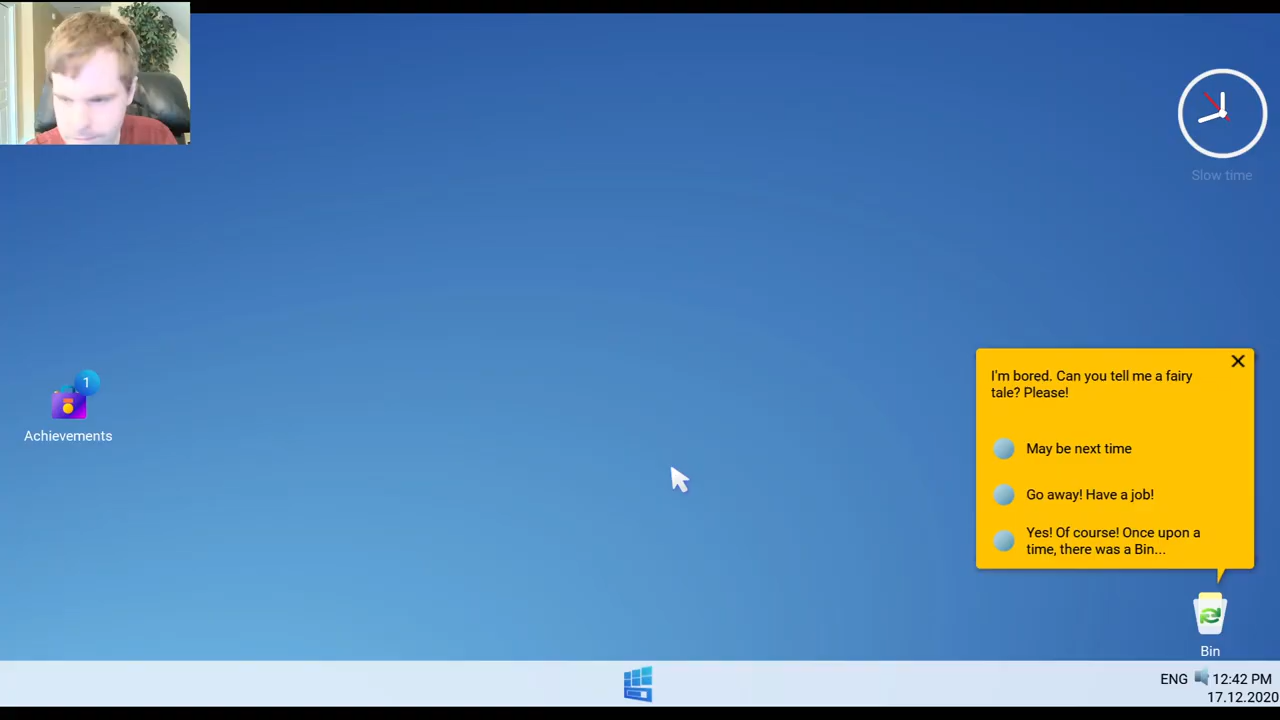 Slow time
I'm bored. Can you tell me a fairy
tale? Please!
May be next time
Go away! Have a job!
Yes! Of course! Once upon a
time, there was a Bin...
1
Achievements
Bin
ENG 12:42 PM
17.12.2020